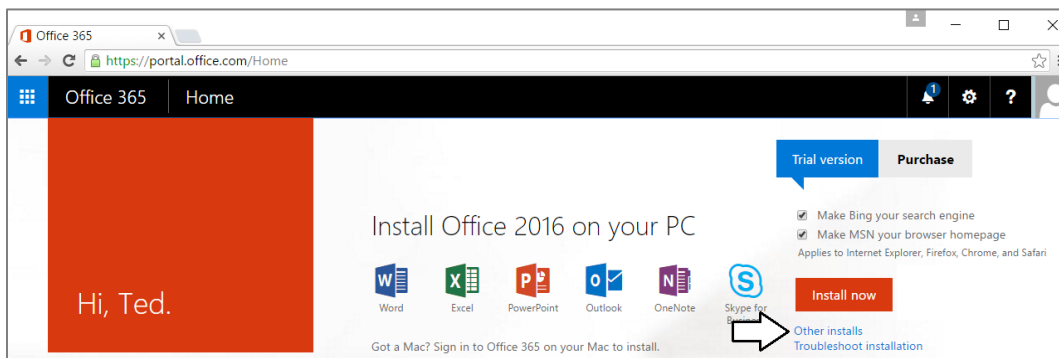 Office 365
https://portal.office.com/Home
Office 365 Home 1 ?
Trial version Purchase
Make Bing your search engine
Make MSN your browser homepage
Applies to Internet Explorer, Firefox, Chrome, and Safari
Install Office 2016 on your PC
Hi, Ted.
Word Excel PowerPoint Outlook OneNote Skype for
Business
Install now
Other installs
Troubleshoot installation
Got a Mac? Sign in to Office 365 on your Mac to install.